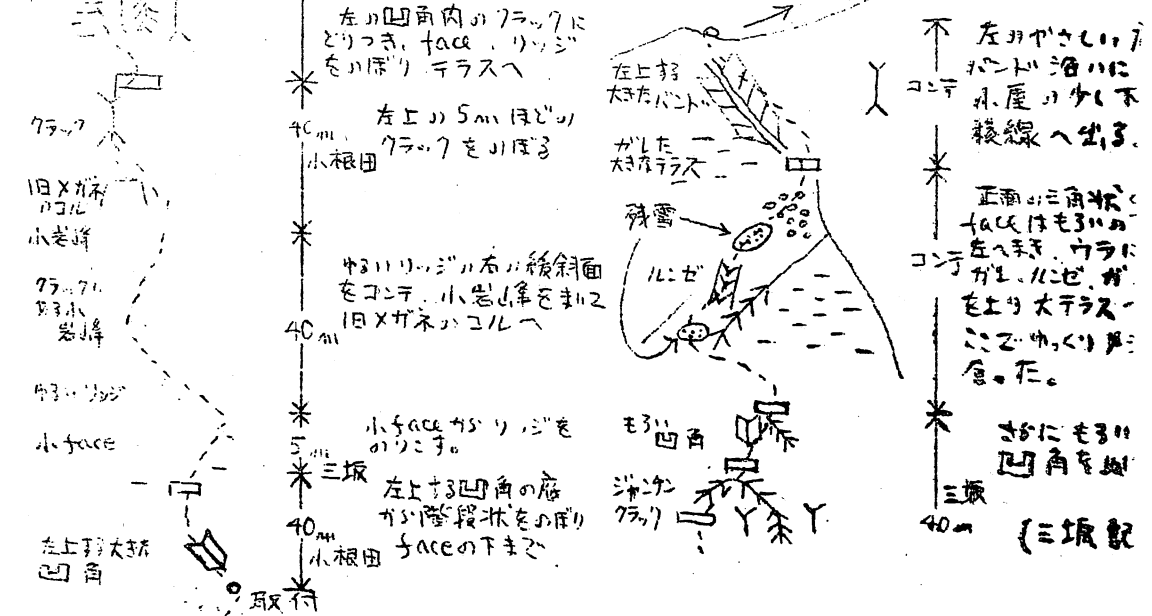 左の凹角内のクラックに
とりつき、face、リッジ
をのぼり テラスへ
クラック
40m
小根田
左上の5mほどの
クラックをのぼる
旧メガネ
のコル
小岩峰
クラックの
ある小
岩峰
40m
ゆるいリッジの右の緩斜面
をコンテ、小岩峰をまいて
旧メガネのコルへ
ゆるいリッジ
小face
5m
小faceからリッジを
のりこす。
三坂
左上する大きな
凹角
取付
40m
小根田
左上する凹角の底
から階段状をのぼり
faceの下まで
左上する
大きなバンド
ガレた
大きなテラス
残雪
ルンゼ
もろい
凹角
ジャンケン
クラック
コンテ
左のやさしい
バンド沿いに
小屋の少し下
稜線へ出る。
コンテ
正面の三角状
faceはもろいの
左へまき、ウラに
ガレ、ルンゼ、ガ
を上り大テラス
ここでゆっくり
食った。
三坂
40m
さらにもろい
凹角を
(三坂記